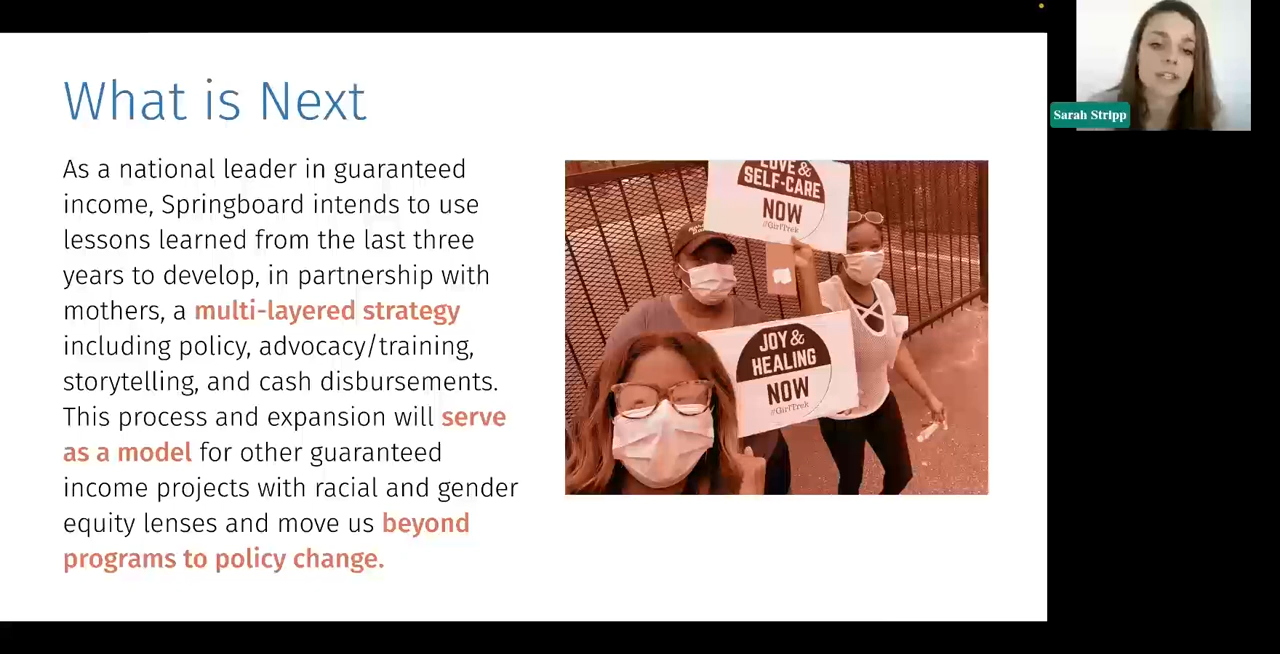 What is Next
As a national leader in guaranteed
income, Springboard intends to use
lessons learned from the last three
years to develop, in partnership with
mothers, a multi-layered strategy
including policy, advocacy/training,
storytelling, and cash disbursements.
This process and expansion will serve
as a model for other guaranteed
income projects with racial and gender
equity lenses and move us beyond
programs to policy change.
LOVE &
SELF-CARE
NOW
#GirlTrek
JOY &
HEALING
NOW
#GirlTrek
Sarah Stripp